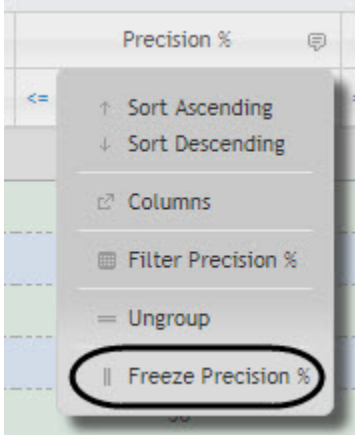 Precision %
<=
Sort Ascending
Sort Descending
Columns
Filter Precision %
Ungroup
Freeze Precision %